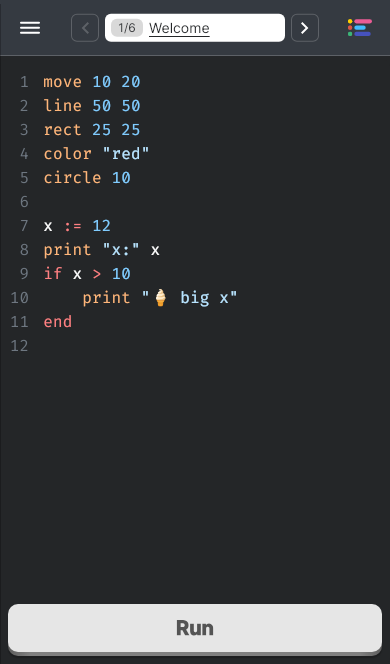 1/6 Welcome
1 move 10 20
2 line 50 50
3 rect 25 25
4 color "red"
5 circle 10
6
7 x := 12
8 print "x:" x
9 if x > 10
10     print "🍦 big x"
11 end
12
Run